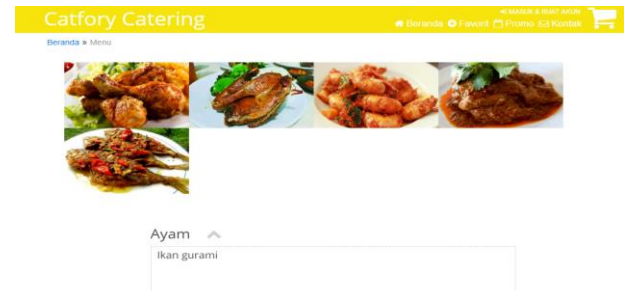 MASUK & BUAT AKUN
Catfory Catering
Beranda Favorit Promo Kontak
Beranda » Menu
Ayam
Ikan gurami